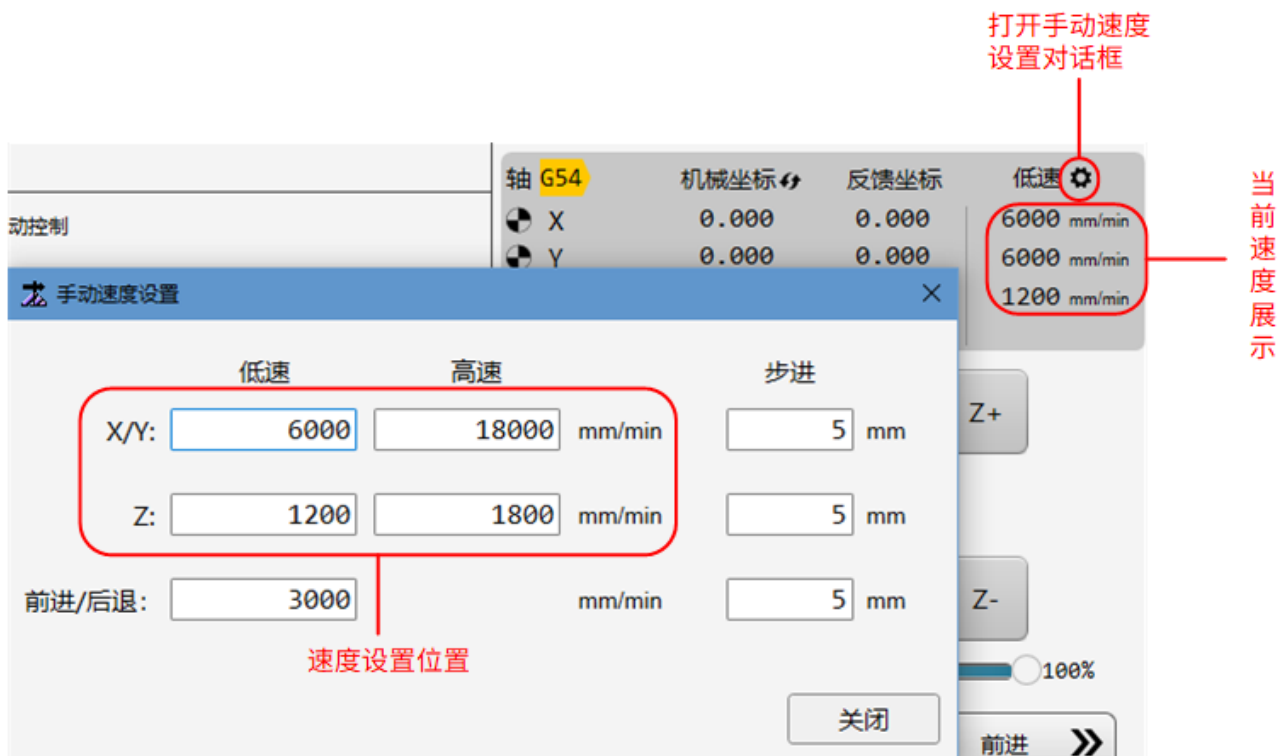 打开手动速度
设置对话框
轴 G54 机械坐标 反馈坐标 低速
动控制
X 0.000 0.000 6000 mm/min
Y 0.000 0.000 6000 mm/min
1200 mm/min
当前速度展示
手动速度设置
低速 高速 步进
X/Y: 6000 18000 mm/min 5 mm
Z: 1200 1800 mm/min 5 mm
前进/后退: 3000 mm/min 5 mm
速度设置位置
关闭
Z+
Z-
100%
前进